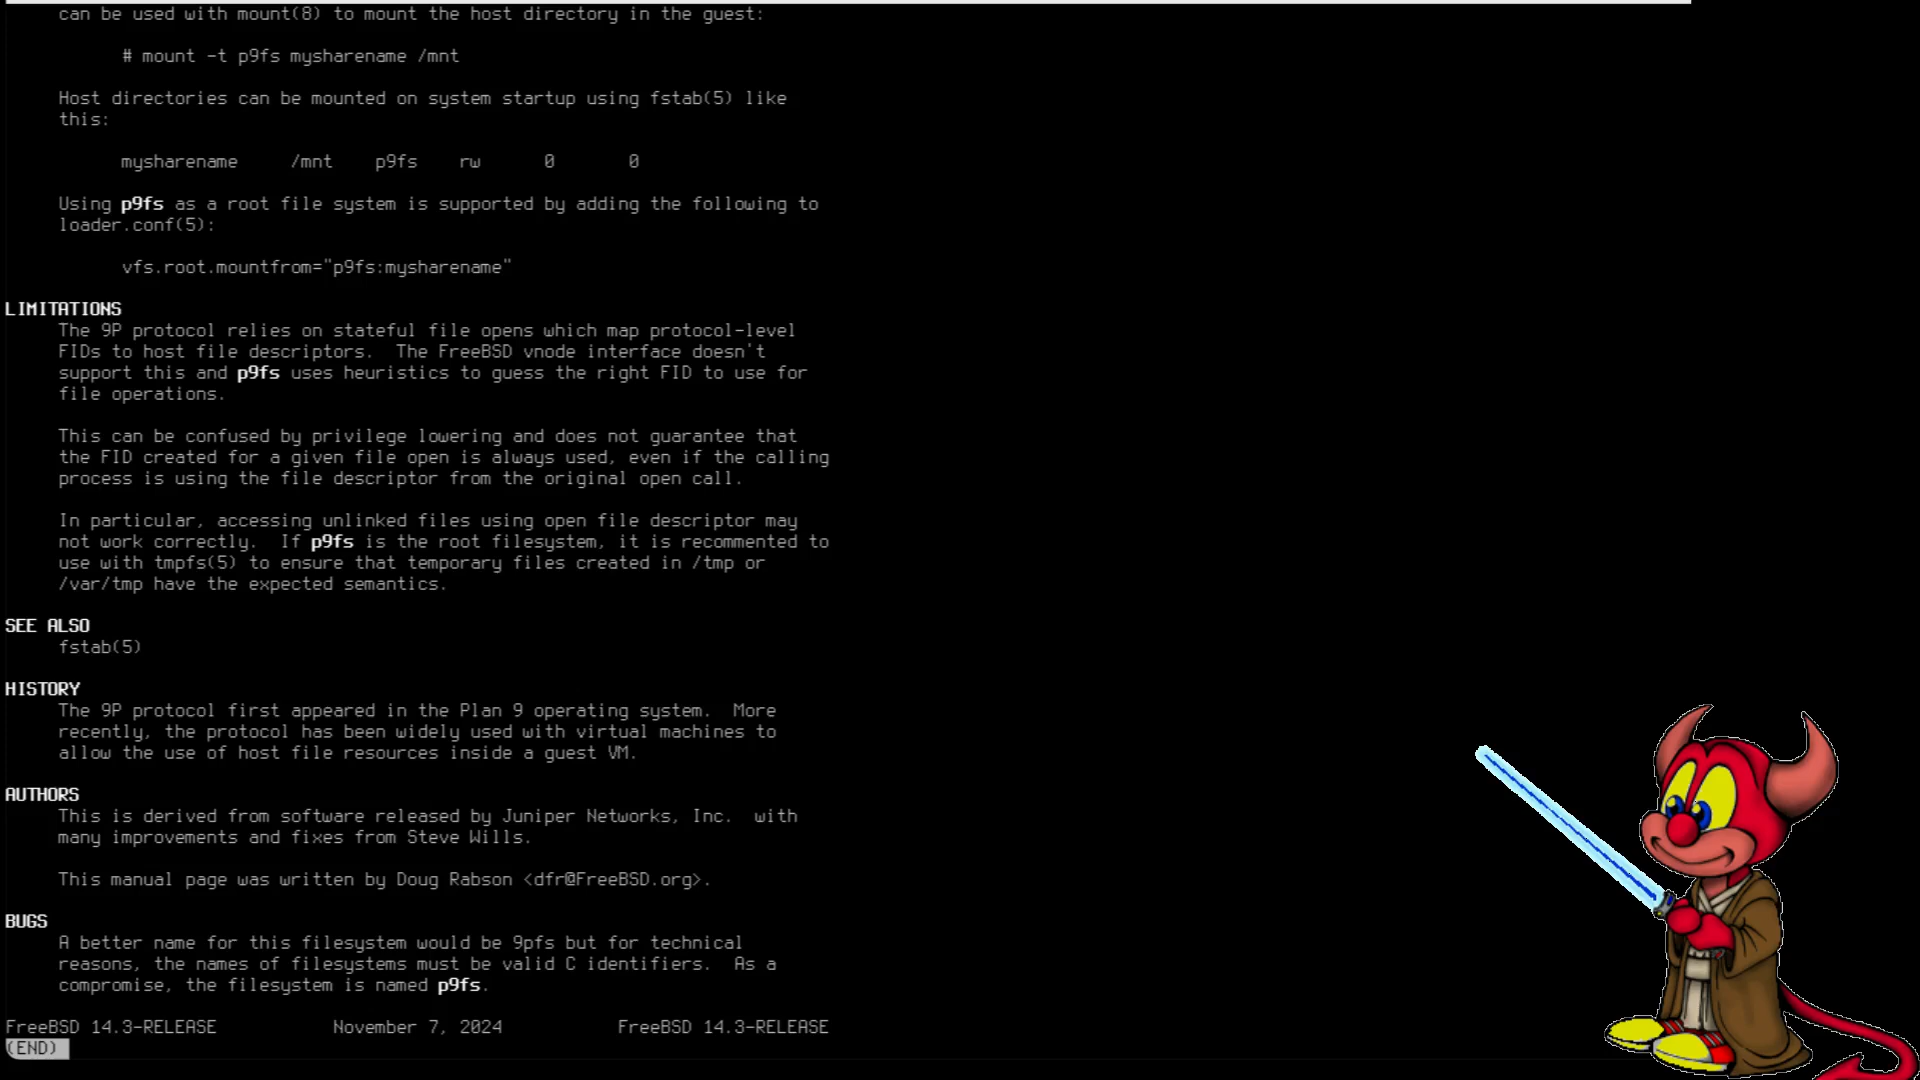 can be used with mount(8) to mount the host directory in the guest:
# mount -t p9fs mysharename /mnt
Host directories can be mounted on system startup using fstab(5) like
this:
mysharename     /mnt    p9fs    rw      0       0
Using p9fs as a root file system is supported by adding the following to
loader.conf(5):
vfs.root.mountfrom="p9fs:mysharename"
LIMITATIONS
The 9P protocol relies on stateful file opens which map protocol-level
FIDs to host file descriptors.  The FreeBSD vnode interface doesn't
support this and p9fs uses heuristics to guess the right FID to use for
file operations.
This can be confused by privilege lowering and does not guarantee that
the FID created for a given file open is always used, even if the calling
process is using the file descriptor from the original open call.
In particular, accessing unlinked files using open file descriptor may
not work correctly.  If p9fs is the root filesystem, it is recommented to
use with tmpfs(5) to ensure that temporary files created in /tmp or
/var/tmp have the expected semantics.
SEE ALSO
fstab(5)
HISTORY
The 9P protocol first appeared in the Plan 9 operating system.  More
recently, the protocol has been widely used with virtual machines to
allow the use of host file resources inside a guest VM.
AUTHORS
This is derived from software released by Juniper Networks, Inc.  with
many improvements and fixes from Steve Wills.
This manual page was written by Doug Rabson <dfr@FreeBSD.org>.
BUGS
A better name for this filesystem would be 9pfs but for technical
reasons, the names of filesystems must be valid C identifiers.  As a
compromise, the filesystem is named p9fs.
FreeBSD 14.3-RELEASE           November 7, 2024           FreeBSD 14.3-RELEASE
(END)